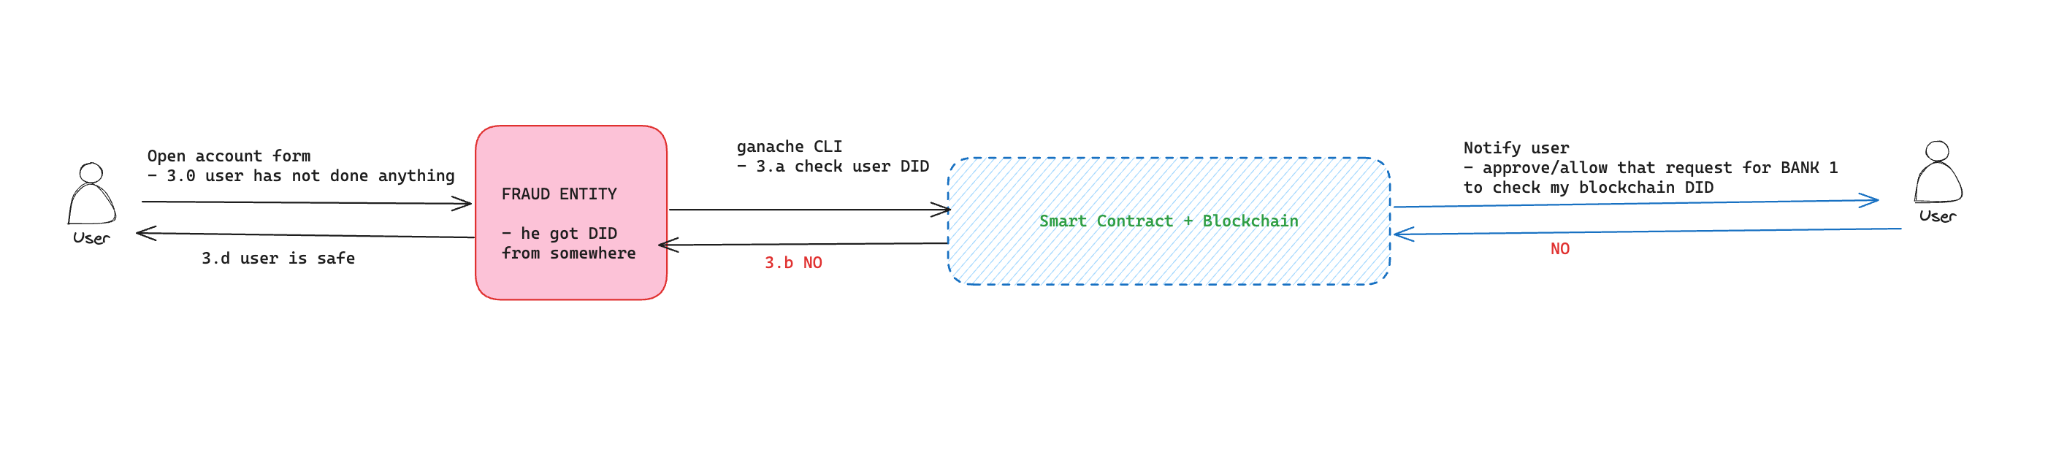 Open account form
- 3.0 user has not done anything
User
3.d user is safe
FRAUD ENTITY
- he got DID
from somewhere
ganache CLI
- 3.a check user DID
3.b NO
Smart Contract + Blockchain
Notify user
- approve/allow that request for BANK 1
to check my blockchain DID
NO
User